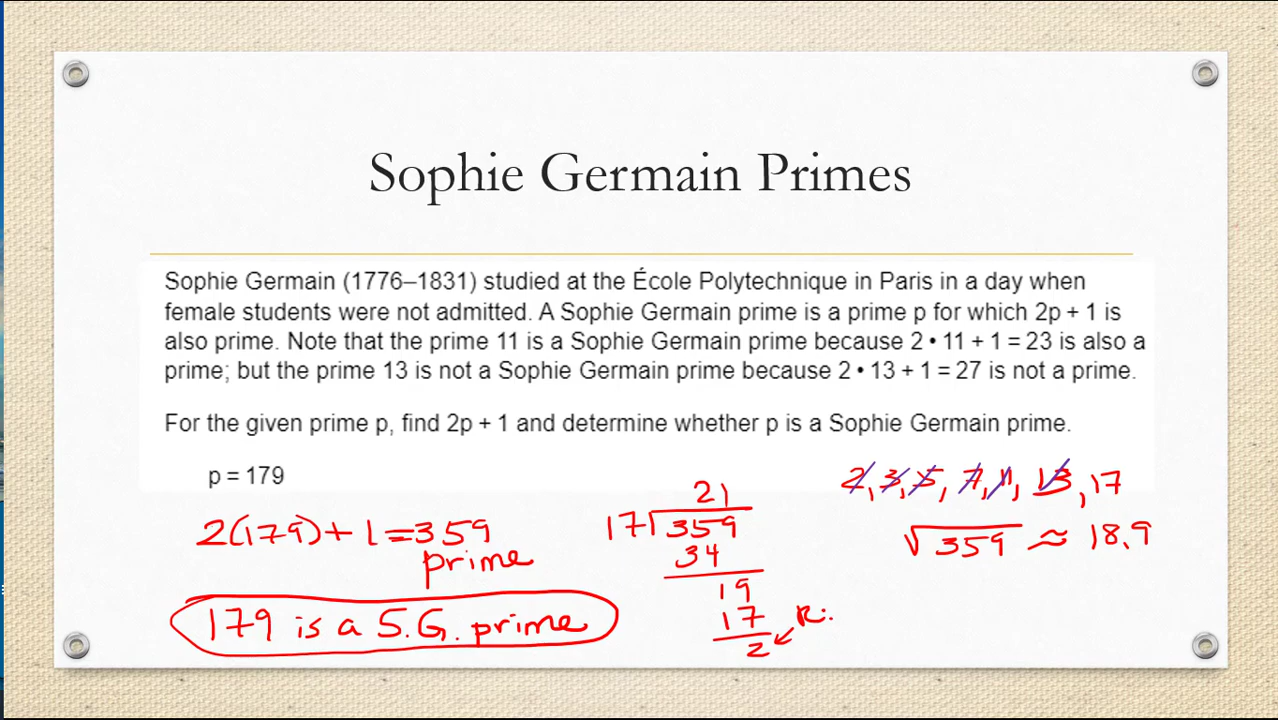 Sophie Germain Primes
Sophie Germain (1776–1831) studied at the École Polytechnique in Paris in a day when
female students were not admitted. A Sophie Germain prime is a prime p for which 2p + 1 is
also prime. Note that the prime 11 is a Sophie Germain prime because 2 • 11 + 1 = 23 is also a
prime; but the prime 13 is not a Sophie Germain prime because 2 • 13 + 1 = 27 is not a prime.
For the given prime p, find 2p + 1 and determine whether p is a Sophie Germain prime.
p = 179
2(179) + 1 = 359
prime
179 is a S.G. prime
21
17√359
34
19
17
2
R.
2, 3, 5, 7, 11, 13, 17
√359 ≈ 18.9